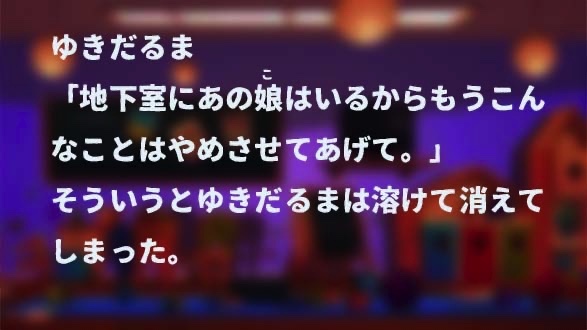 ゆきだるま
「地下室にあの娘はいるからもうこん
なことはやめさせてあげて。」
そういうとゆきだるまは溶けて消えて
しまった。